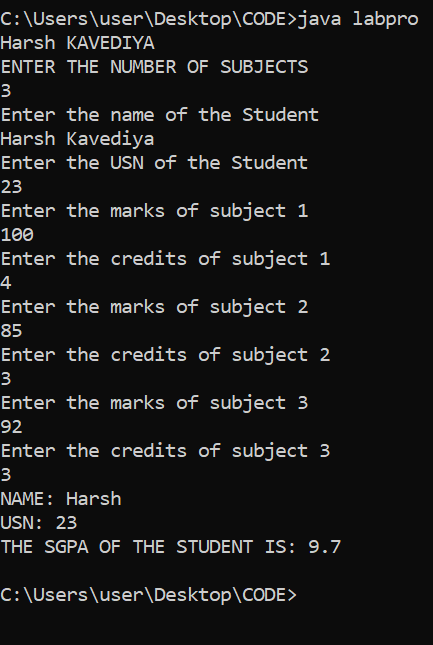 C:\Users\user\Desktop\CODE>java labpro
Harsh KAVEDIYA
ENTER THE NUMBER OF SUBJECTS
3
Enter the name of the Student
Harsh Kavediya
Enter the USN of the Student
23
Enter the marks of subject 1
100
Enter the credits of subject 1
4
Enter the marks of subject 2
85
Enter the credits of subject 2
3
Enter the marks of subject 3
92
Enter the credits of subject 3
3
NAME: Harsh
USN: 23
THE SGPA OF THE STUDENT IS: 9.7
C:\Users\user\Desktop\CODE>